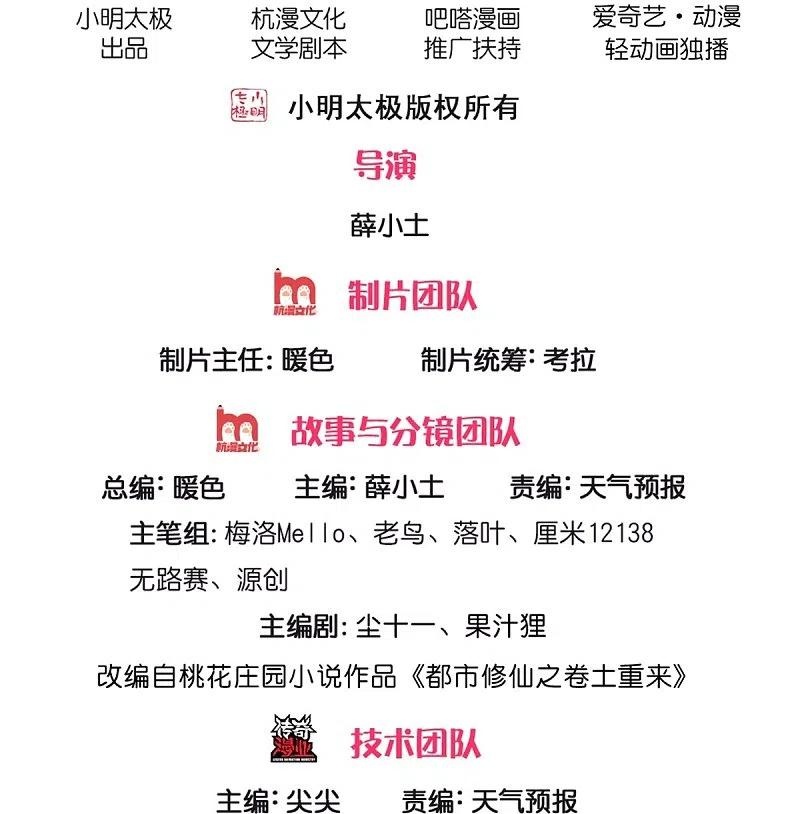 小明太极 杭漫文化 吧嗒漫画 爱奇艺·动漫
出品 文学剧本 推广扶持 轻动画独播
小明太极 小明太极版权所有
导演
薛小土
杭漫文化 制片团队
制片主任: 暖色 制片统筹: 考拉
杭漫文化 故事与分镜团队
总编: 暖色 主编: 薛小土 责编: 天气预报
主笔组: 梅洛Mello、老鸟、落叶、厘米12138
无路赛、源创
主编剧: 尘十一、果汁狸
改编自桃花庄园小说作品《都市修仙之卷土重来》
传奇漫业 技术团队
主编: 尖尖 责编: 天气预报